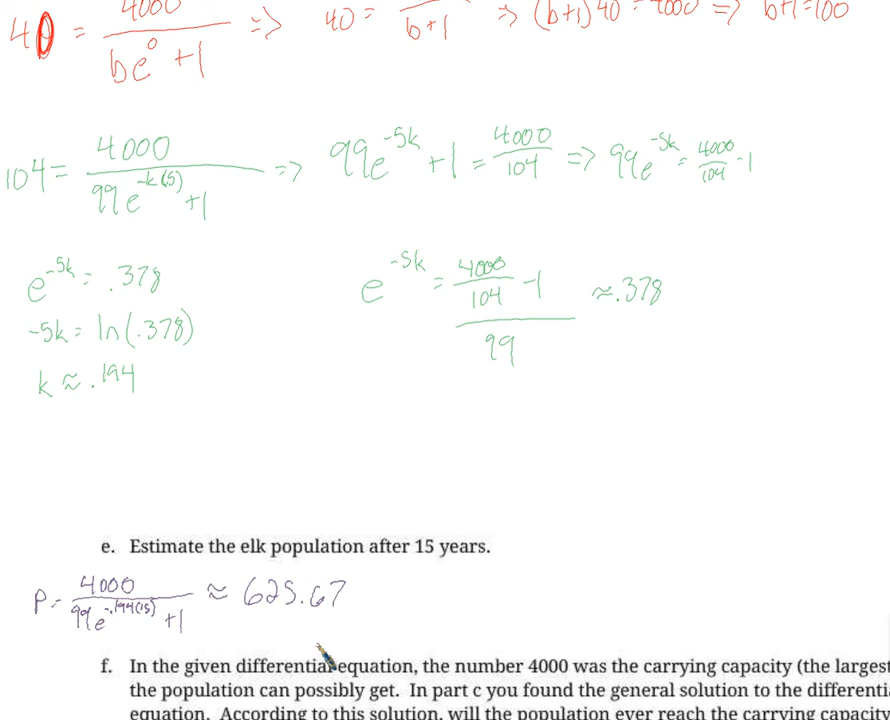 40 = 4000/(be^0 + 1) => 40 = /(b+1) => (b+1)40 = 4000 => b+1=100
104 = 4000/(99e^(-k(5)) + 1) => 99e^(-5k) + 1 = 4000/104 => 99e^(-5k) = 4000/104 - 1
e^(-5k) = .378
e^(-5k) = (4000/104 - 1)/99 ≈ .378
-5k = ln(.378)
k ≈ .194
e. Estimate the elk population after 15 years.
P = 4000/(99e^(-.194(15)) + 1) ≈ 625.67
f. In the given differential equation, the number 4000 was the carrying capacity (the largest
the population can possibly get. In part c you found the general solution to the differenti
equation. According to this solution, will the population ever reach the carrying capacity